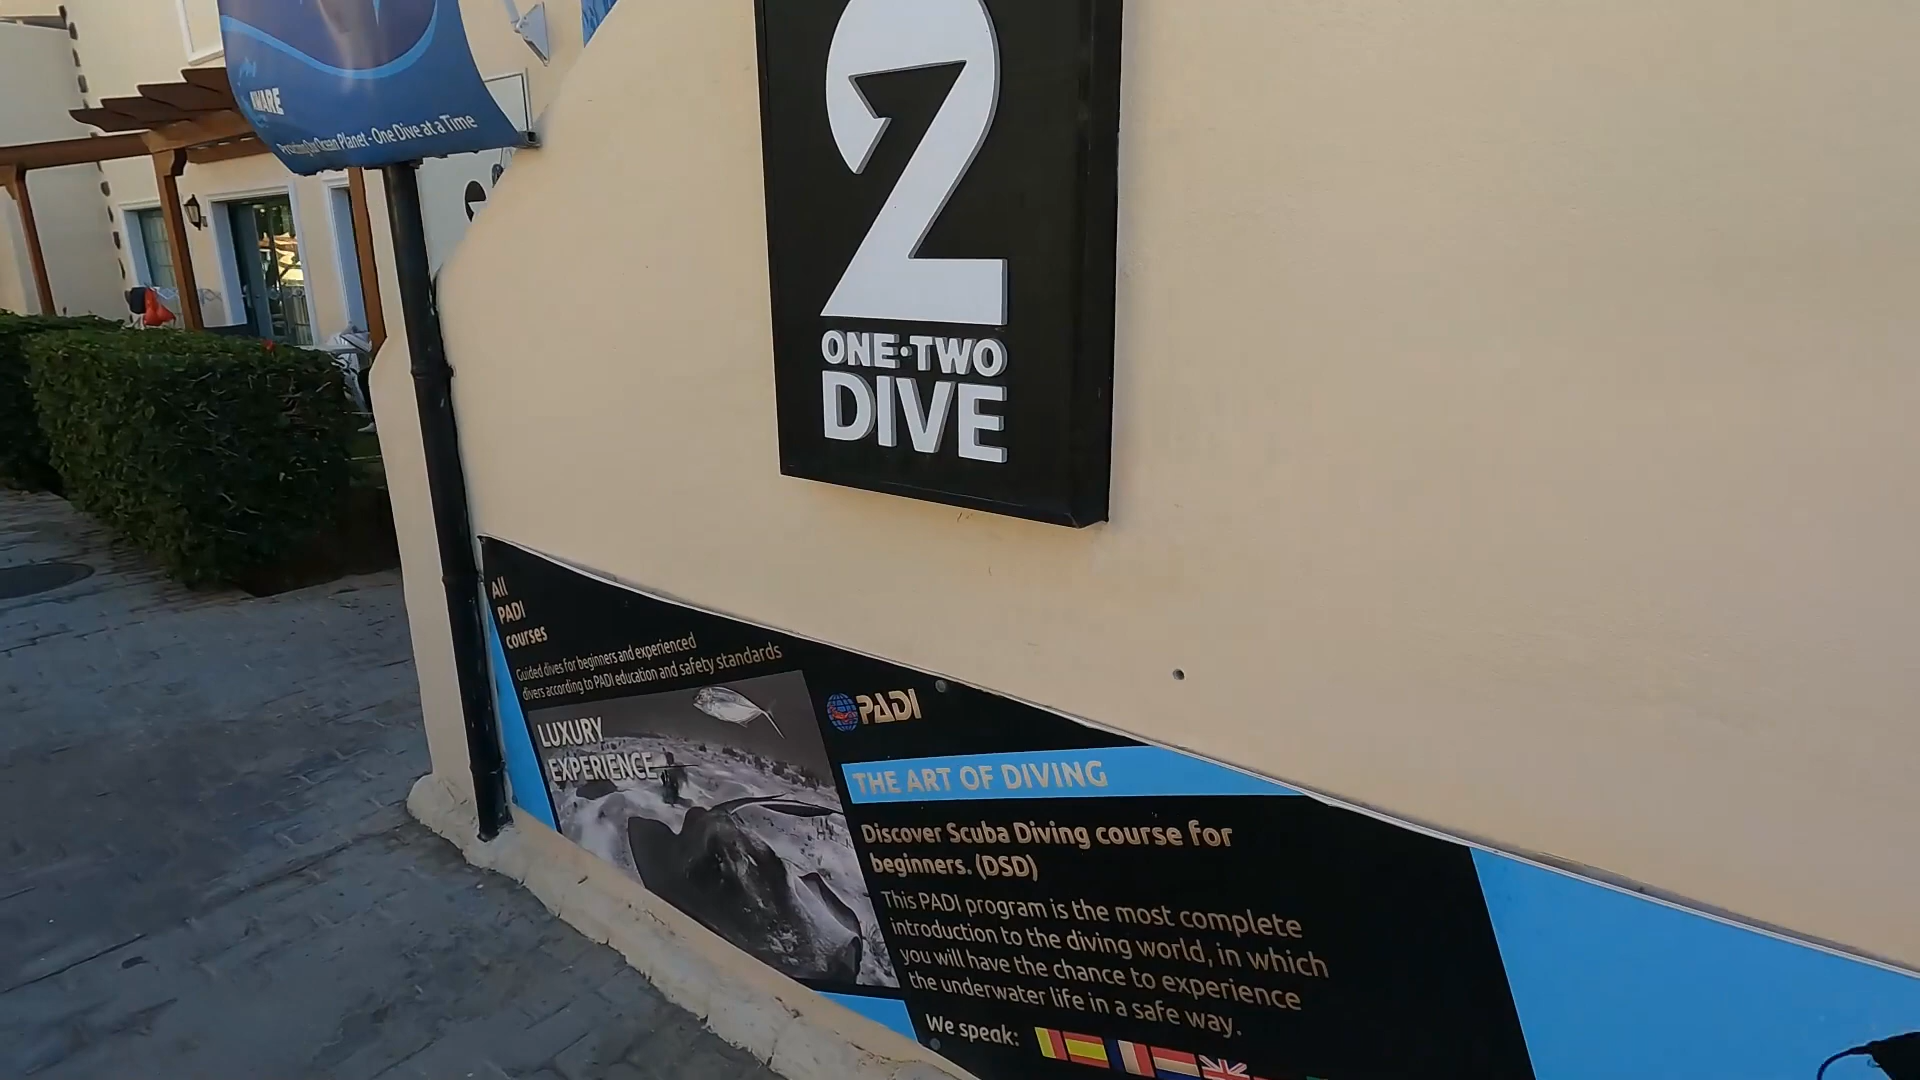 AWARE
Protecting Our Ocean Planet - One Dive at a Time
2
ONE·TWO
DIVE
All
PADI
courses
Guided dives for beginners and experienced
divers according to PADI education and safety standards
LUXURY
EXPERIENCE
PADI
THE ART OF DIVING
Discover Scuba Diving course for
beginners. (DSD)
This PADI program is the most complete
introduction to the diving world, in which
you will have the chance to experience
the underwater life in a safe way.
We speak: